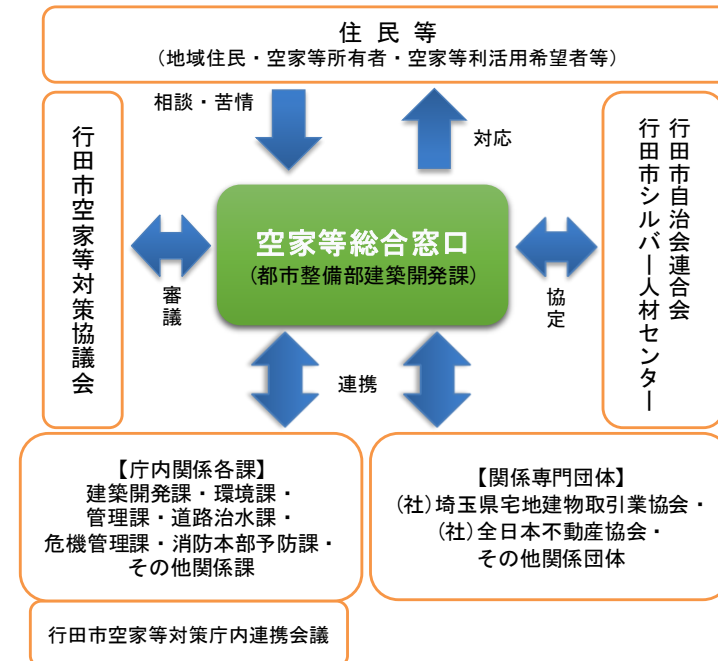 住 民 等
（地域住民・空家等所有者・空家等利活用希望者等）
相談・苦情
対応
行田市空家等対策協議会
審議
空家等総合窓口
（都市整備部建築開発課）
協定
行田市自治会連合会
行田市シルバー人材センター
連携
【庁内関係各課】
建築開発課・環境課・
管理課・道路治水課・
危機管理課・消防本部予防課・
その他関係課
【関係専門団体】
（社）埼玉県宅地建物取引業協会・
（社）全日本不動産協会・
その他関係団体
行田市空家等対策庁内連携会議